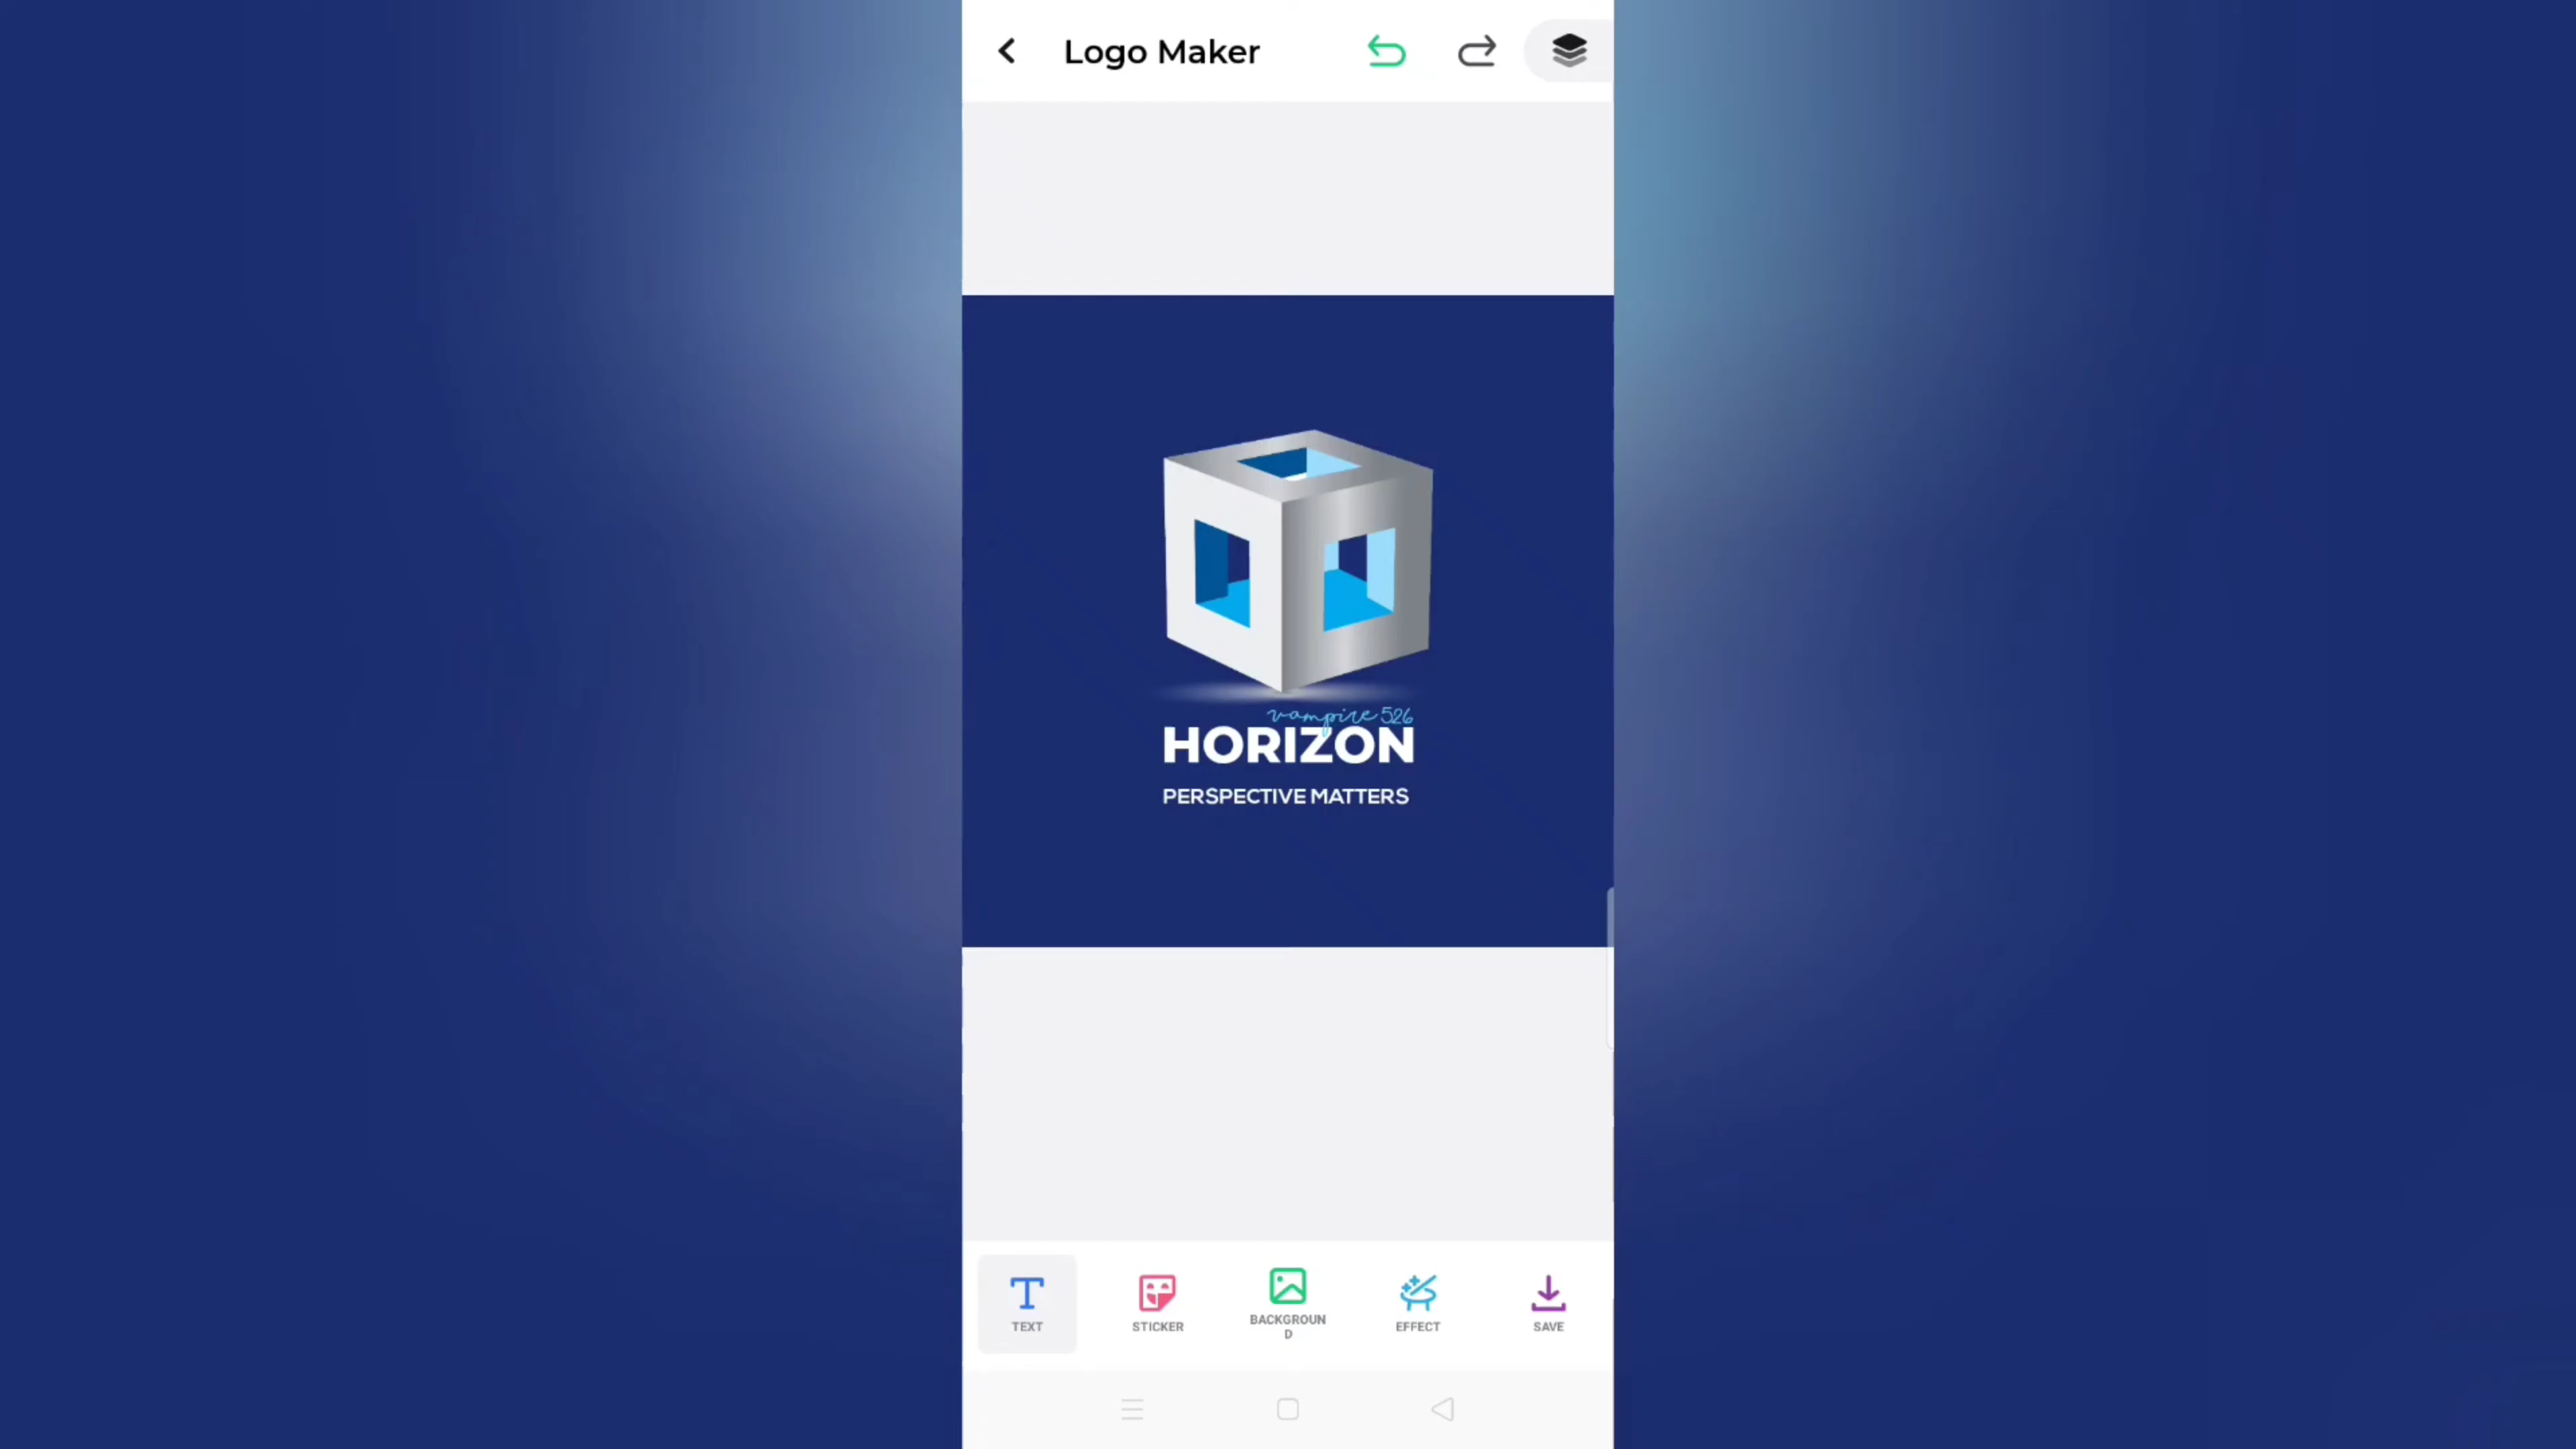 Logo Maker
vampire 526
HORIZON
PERSPECTIVE MATTERS
TEXT
STICKER
BACKGROUN
D
EFFECT
SAVE